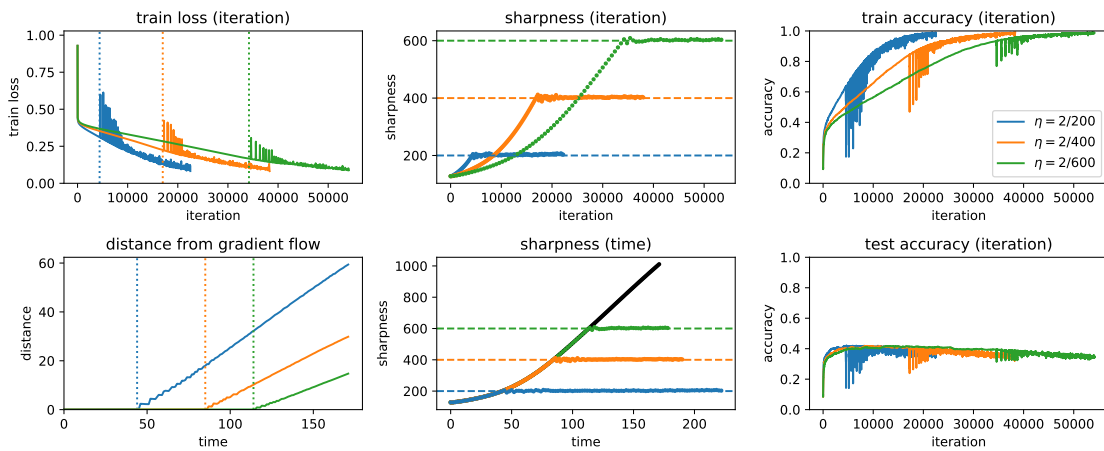 train loss (iteration)
train loss
1.00
0.75
0.50
0.25
0.00
0 10000 20000 30000 40000 50000
iteration
sharpness (iteration)
sharpness
600
400
200
0 10000 20000 30000 40000 50000
iteration
train accuracy (iteration)
accuracy
1.0
0.8
0.6
0.4
0.2
0.0
η = 2/200
η = 2/400
η = 2/600
0 10000 20000 30000 40000 50000
iteration
distance from gradient flow
distance
60
40
20
0
0 50 100 150
time
sharpness (time)
sharpness
1000
800
600
400
200
0 50 100 150 200
time
test accuracy (iteration)
accuracy
1.0
0.8
0.6
0.4
0.2
0.0
0 10000 20000 30000 40000 50000
iteration